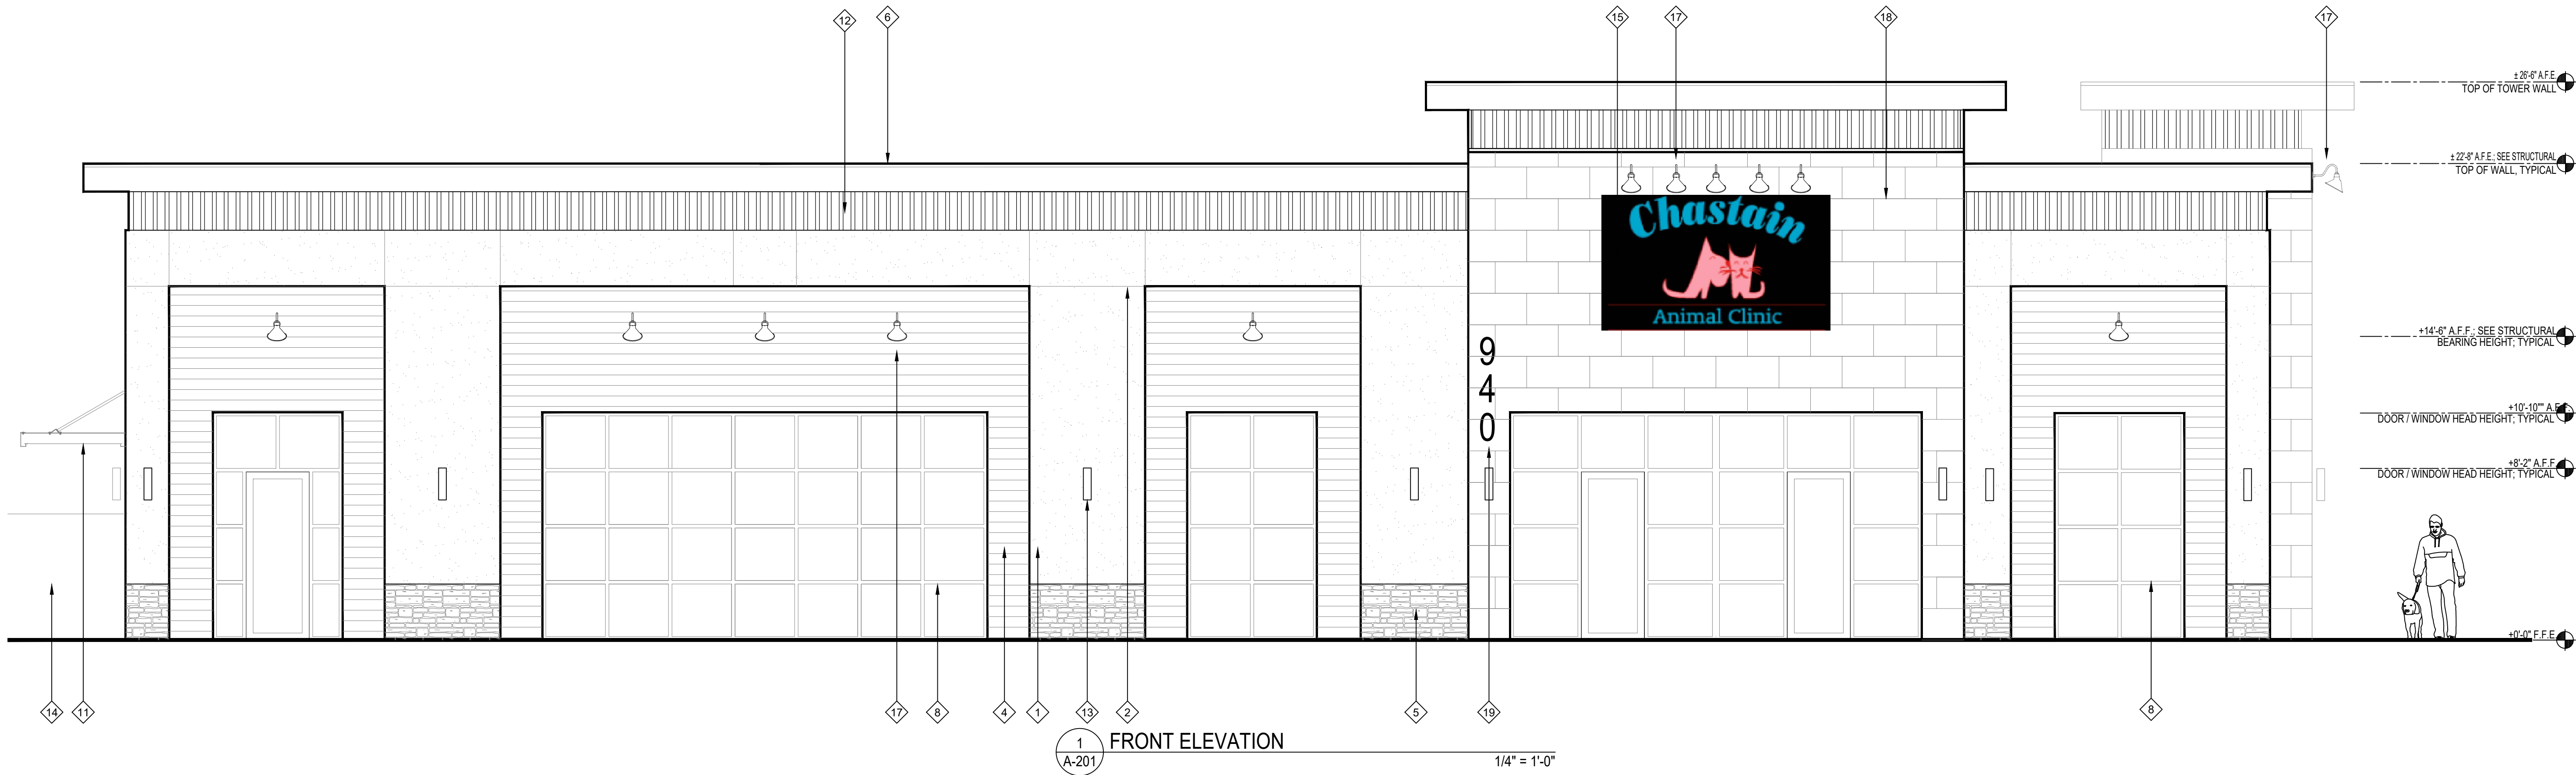 12
6
15
17
18
17
± 26'-6" A.F.E.
TOP OF TOWER WALL
± 22'-8" A.F.E.; SEE STRUCTURAL
TOP OF WALL, TYPICAL
Chastain
Animal Clinic
+14'-6" A.F.F.; SEE STRUCTURAL
BEARING HEIGHT; TYPICAL
9
4
0
+10'-10"" A.F.F.
DOOR / WINDOW HEAD HEIGHT; TYPICAL
+8'-2" A.F.F.
DOOR / WINDOW HEAD HEIGHT; TYPICAL
+0'-0" F.F.E.
14
11
17
8
4
1
13
2
5
19
8
1
A-201
FRONT ELEVATION
1/4" = 1'-0"